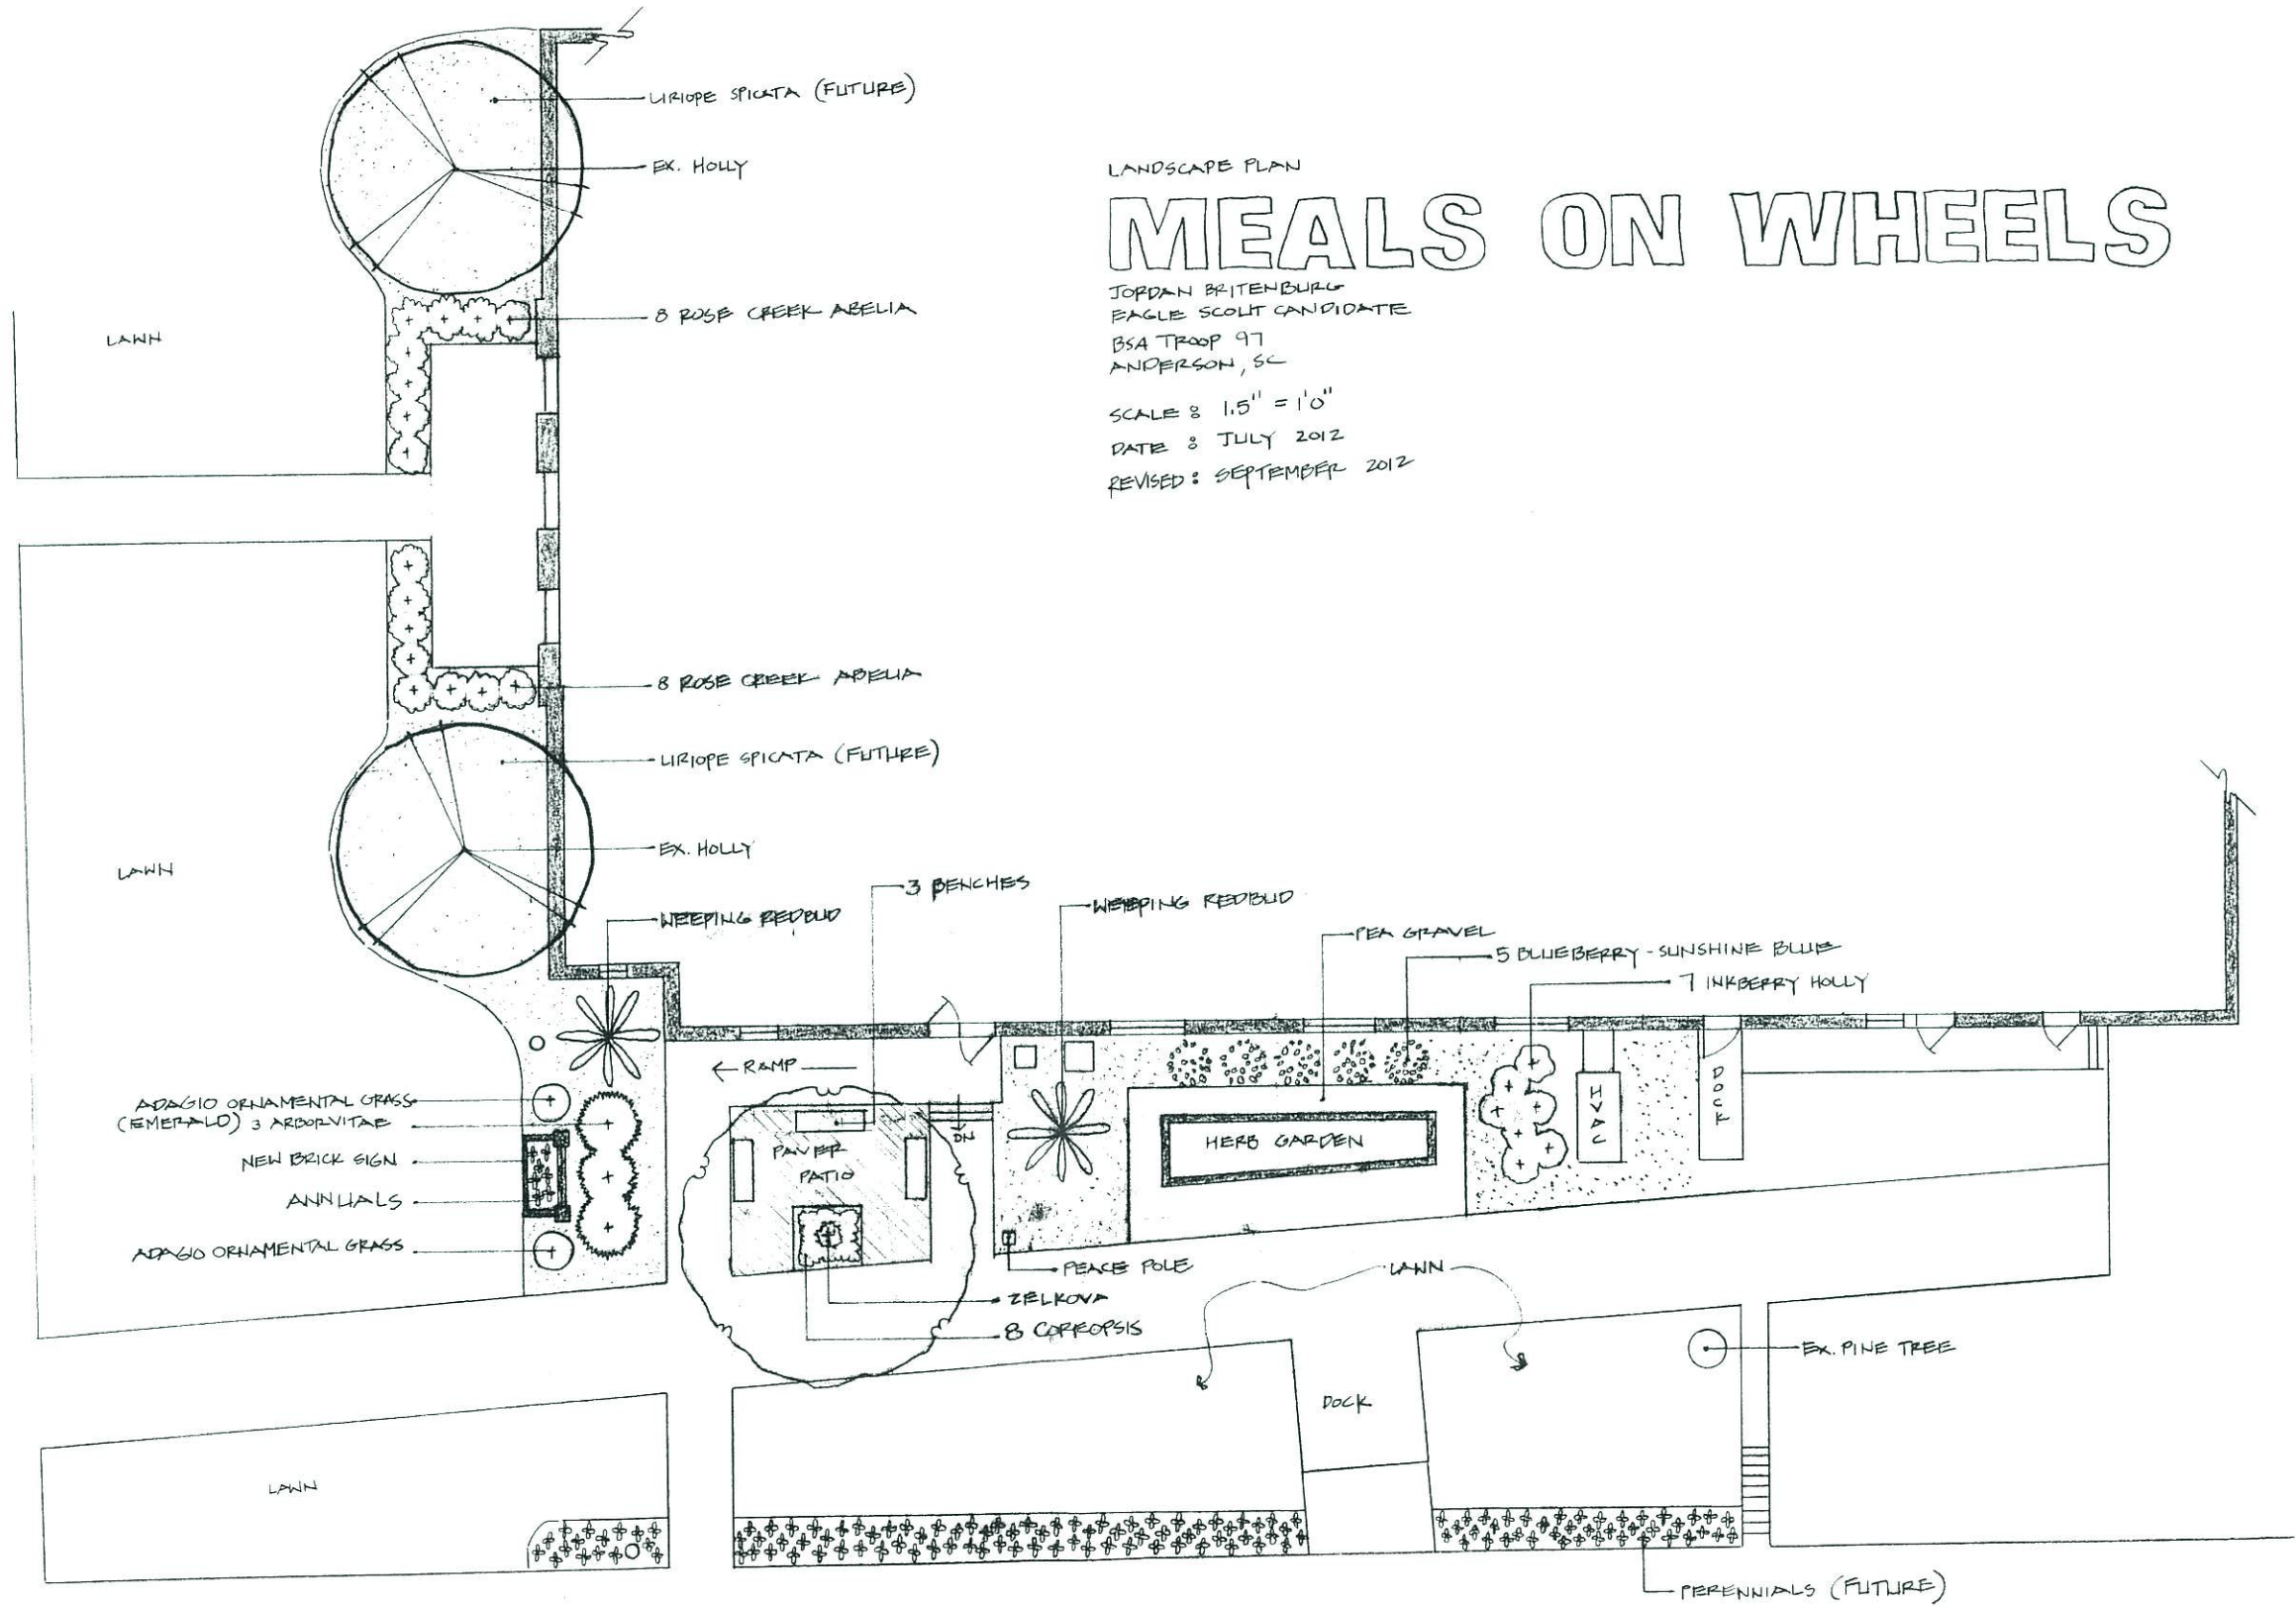 LIRIOPE SPICATA (FUTURE)
EX. HOLLY
LANDSCAPE PLAN
MEALS ON WHEELS
JORDAN BRITENBURG
EAGLE SCOUT CANDIDATE
BSA TROOP 97
ANDERSON, SC
SCALE: 1.5" = 1'0"
DATE: JULY 2012
REVISED: SEPTEMBER 2012
8 ROSE CREEK ABELIA
LAWN
8 ROSE CREEK ABELIA
LIRIOPE SPICATA (FUTURE)
EX. HOLLY
LAWN
3 BENCHES
WEEPING REDBUD
WEEPING REDBUD
PEA GRAVEL
5 BLUEBERRY - SUNSHINE BLUE
7 INKBERRY HOLLY
RAMP
ADAGIO ORNAMENTAL GRASS
(EMERALD) 3 ARBORVITAE
NEW BRICK SIGN
ANNUALS
ADAGIO ORNAMENTAL GRASS
PAVER
PATIO
DN
HERB GARDEN
HVAC
DOCK
PEACE POLE
LAWN
ZELKOVA
8 COREOPSIS
EX. PINE TREE
DOCK
LAWN
PERENNIALS (FUTURE)